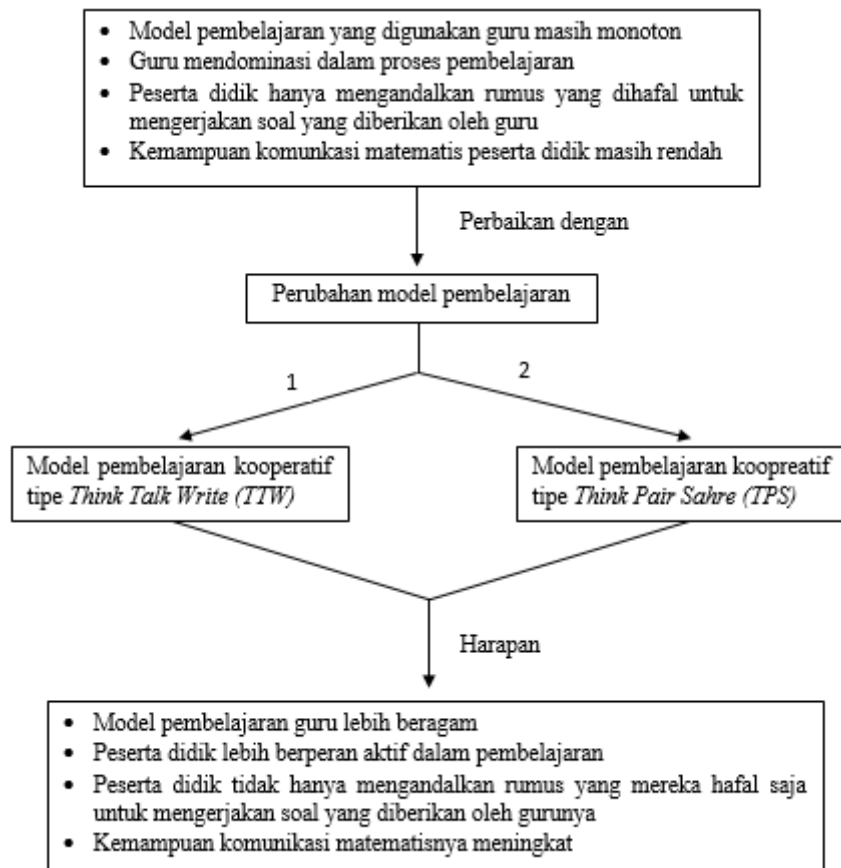 • Model pembelajaran yang digunakan guru masih monoton
• Guru mendominasi dalam proses pembelajaran
• Peserta didik hanya mengandalkan rumus yang dihafal untuk
mengerjakan soal yang diberikan oleh guru
• Kemampuan komunkasi matematis peserta didik masih rendah
Perbaikan dengan
Perubahan model pembelajaran
1
2
Model pembelajaran kooperatif
tipe Think Talk Write (TTW)
Model pembelajaran koopreatif
tipe Think Pair Sahre (TPS)
Harapan
• Model pembelajaran guru lebih beragam
• Peserta didik lebih berperan aktif dalam pembelajaran
• Peserta didik tidak hanya mengandalkan rumus yang mereka hafal saja
untuk mengerjakan soal yang diberikan oleh gurunya
• Kemampuan komunikasi matematisnya meningkat